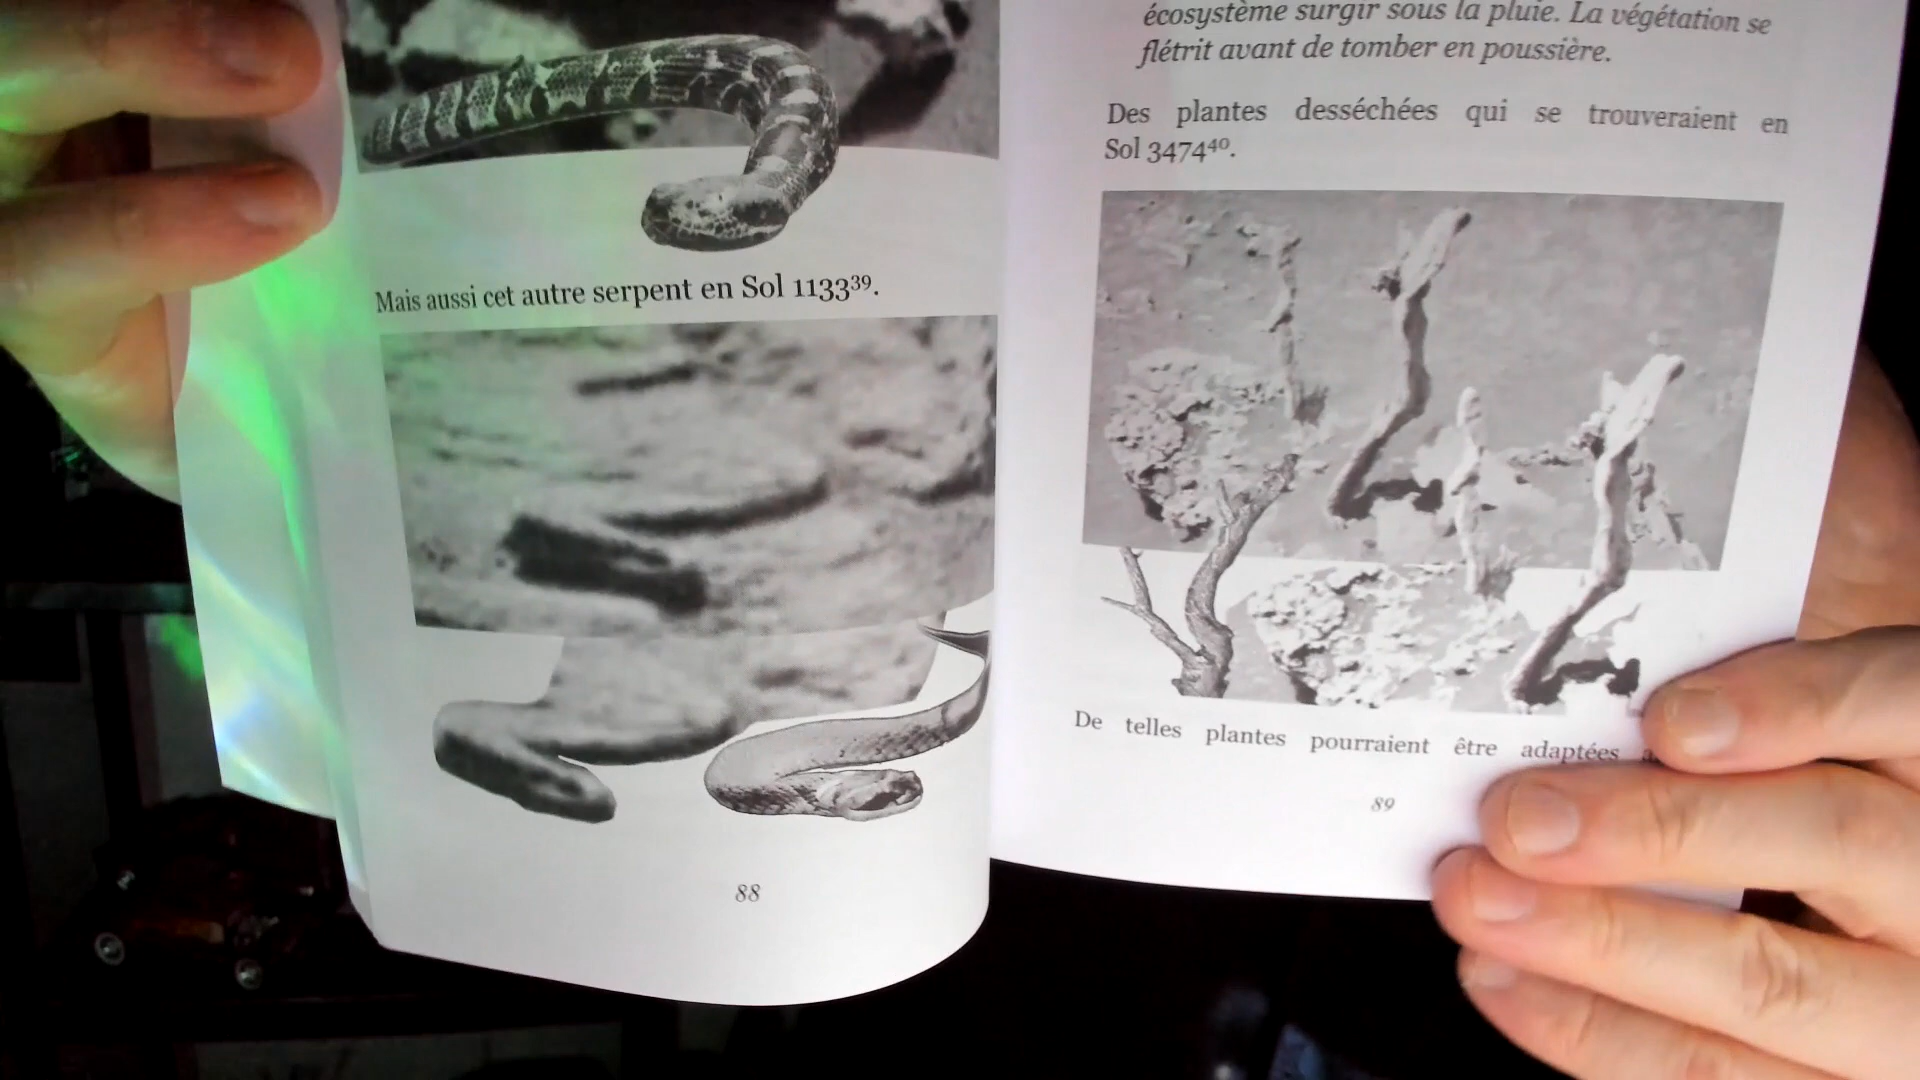 Mais aussi cet autre serpent en Sol 1133³⁹.
88
écosystème surgir sous la pluie. La végétation se
flétrit avant de tomber en poussière.
Des plantes desséchées qui se trouveraient en
Sol 3474⁴⁰.
De telles plantes pourraient être adaptées
89